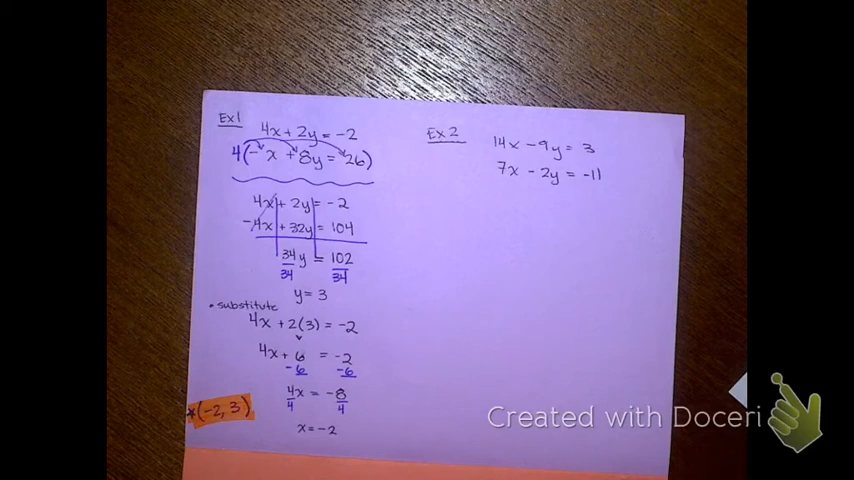 Ex1
4x + 2y = -2
4(-x + 8y = 26)
4x + 2y = -2
-4x + 32y = 104
34y = 102
34 34
y = 3
• substitute
4x + 2(3) = -2
4x + 6 = -2
-6 -6
4x = -8
4 4
x = -2
*(-2, 3)
Ex 2
14x - 9y = 3
7x - 2y = -11
Created with Doceri